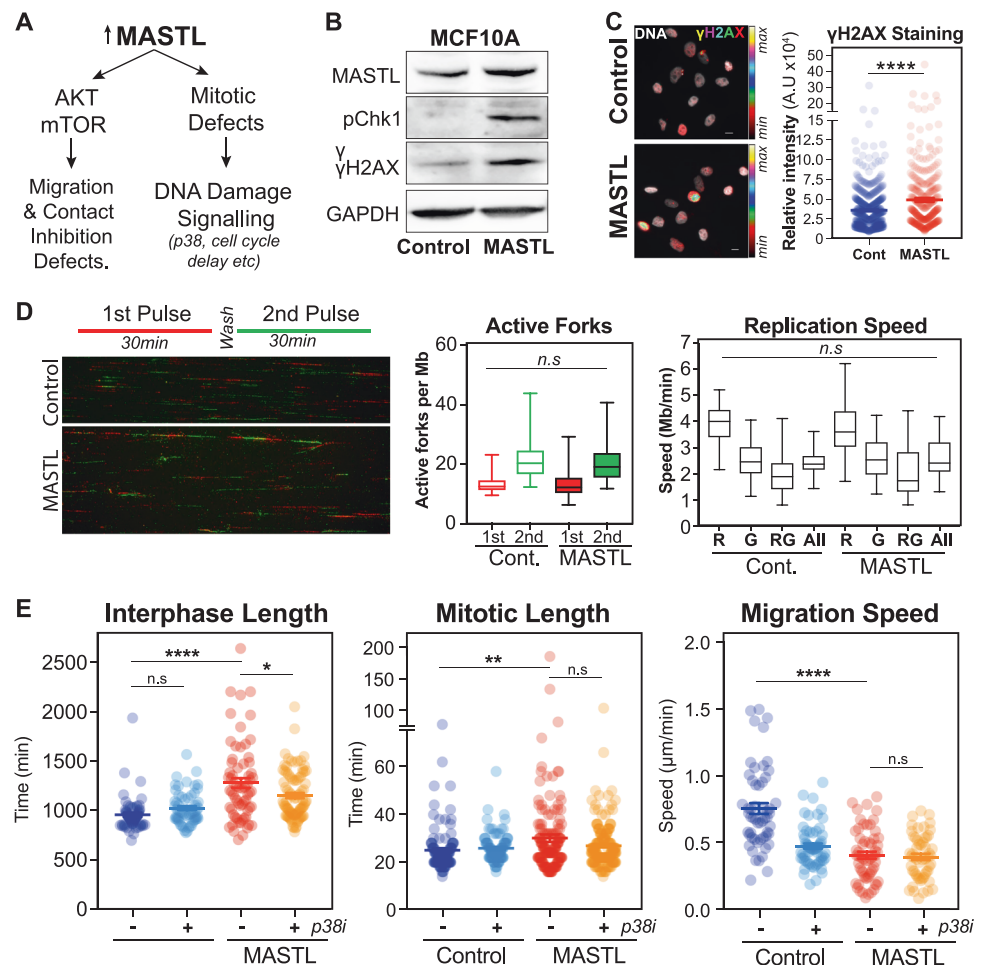 A
↑MASTL
AKT
mTOR
Mitotic
Defects
Migration
& Contact
Inhibition
Defects.
DNA Damage
Signalling
(p38, cell cycle
delay etc)
B
MCF10A
MASTL
pChk1
γ
γH2AX
GAPDH
Control MASTL
C
Control
DNA
γH2AX
max
min
MASTL
max
min
γH2AX Staining
Relative intensity (A.U x10⁴)
50
40
30
20
15
12.5
10.0
7.5
5.0
2.5
0
****
Cont
MASTL
D
1st Pulse
Wash
2nd Pulse
30min
30min
Control
MASTL
Active Forks
Active forks per Mb
60
40
20
0
n.s
1st 2nd 1st 2nd
Cont. MASTL
Replication Speed
Speed (Mb/min)
7
6
5
4
3
2
1
0
n.s
R G RG All R G RG All
Cont. MASTL
E
Interphase Length
Time (min)
2500
2000
1500
1000
500
0
****
n.s
*
- + - + p38i
MASTL
Mitotic Length
Time (min)
200
150
100
80
60
40
20
0
**
n.s
- + - + p38i
Control MASTL
Migration Speed
Speed (μm/min)
2.0
1.5
1.0
0.5
0.0
****
n.s
- + - + p38i
Control MASTL